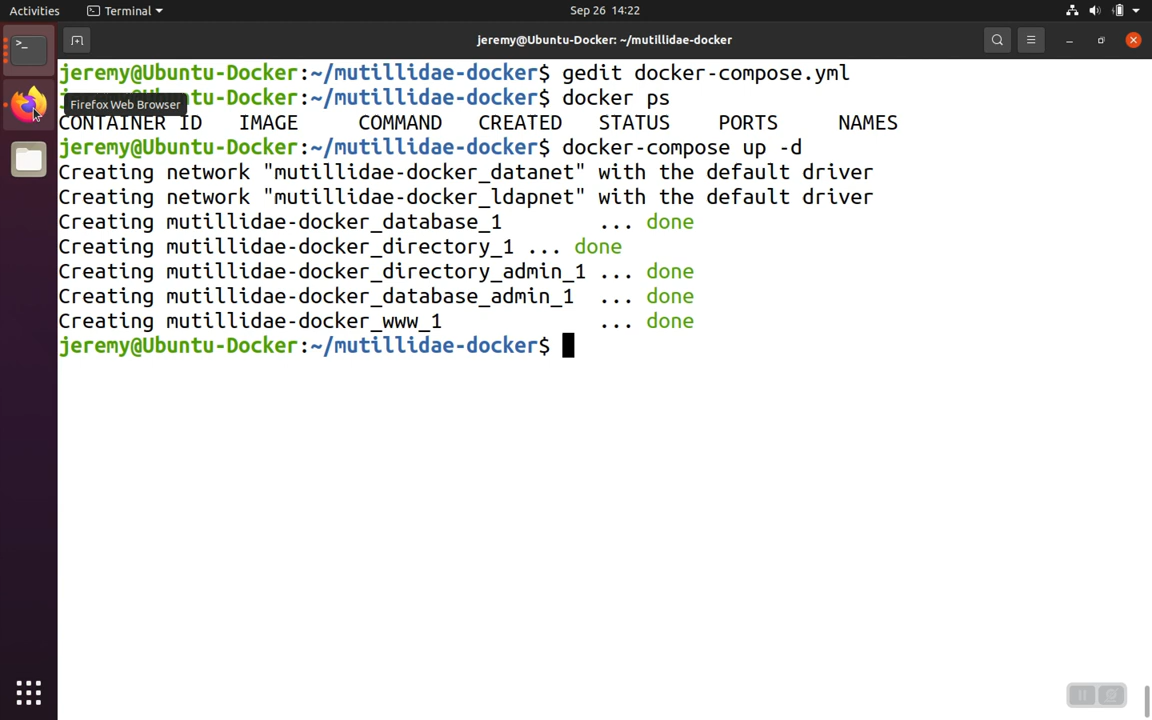 Activities Terminal Sep 26 14:22
jeremy@Ubuntu-Docker: ~/mutillidae-docker
jeremy@Ubuntu-Docker:~/mutillidae-docker$ gedit docker-compose.yml
Firefox Web Browser tu-Docker:~/mutillidae-docker$ docker ps
CONTAINER ID IMAGE COMMAND CREATED STATUS PORTS NAMES
jeremy@Ubuntu-Docker:~/mutillidae-docker$ docker-compose up -d
Creating network "mutillidae-docker_datanet" with the default driver
Creating network "mutillidae-docker_ldapnet" with the default driver
Creating mutillidae-docker_database_1 ... done
Creating mutillidae-docker_directory_1 ... done
Creating mutillidae-docker_directory_admin_1 ... done
Creating mutillidae-docker_database_admin_1 ... done
Creating mutillidae-docker_www_1 ... done
jeremy@Ubuntu-Docker:~/mutillidae-docker$